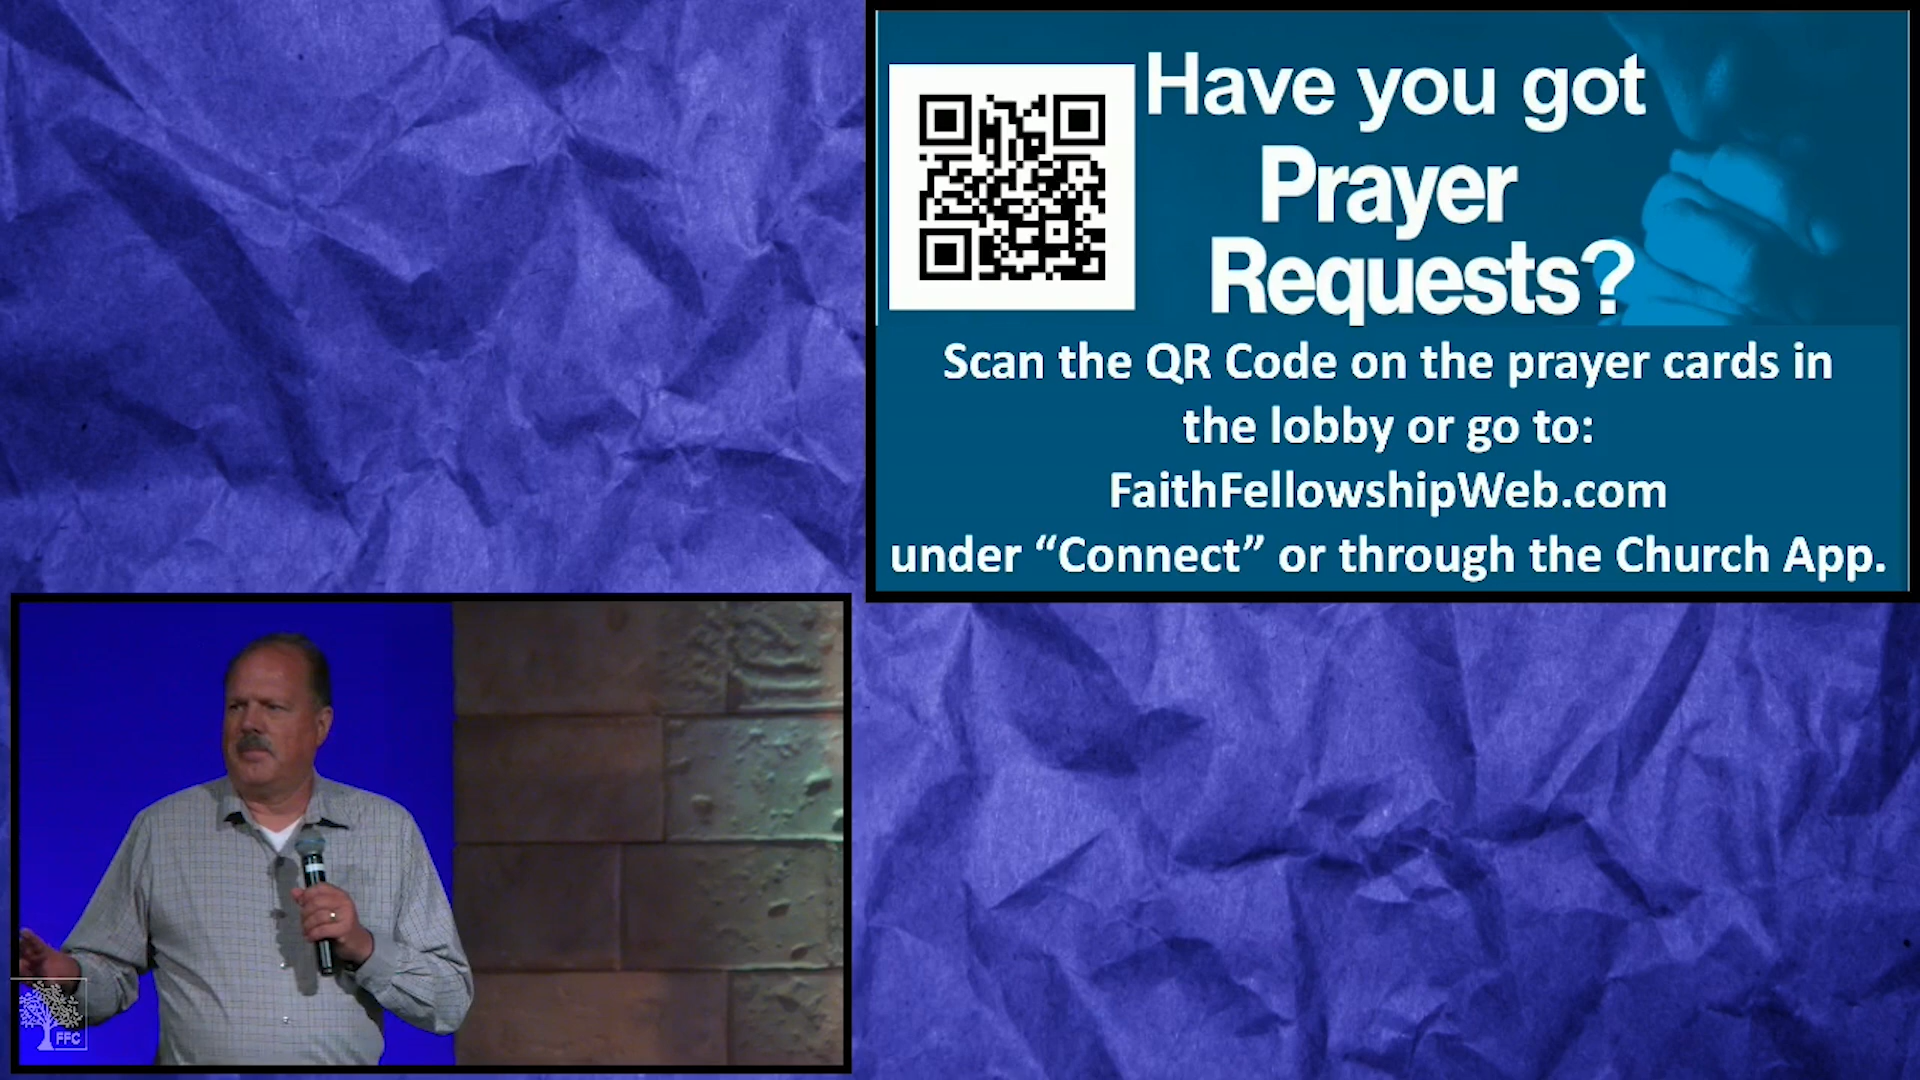 Have you got
Prayer
Requests?
Scan the QR Code on the prayer cards in
the lobby or go to:
FaithFellowshipWeb.com
under “Connect” or through the Church App.
FFC